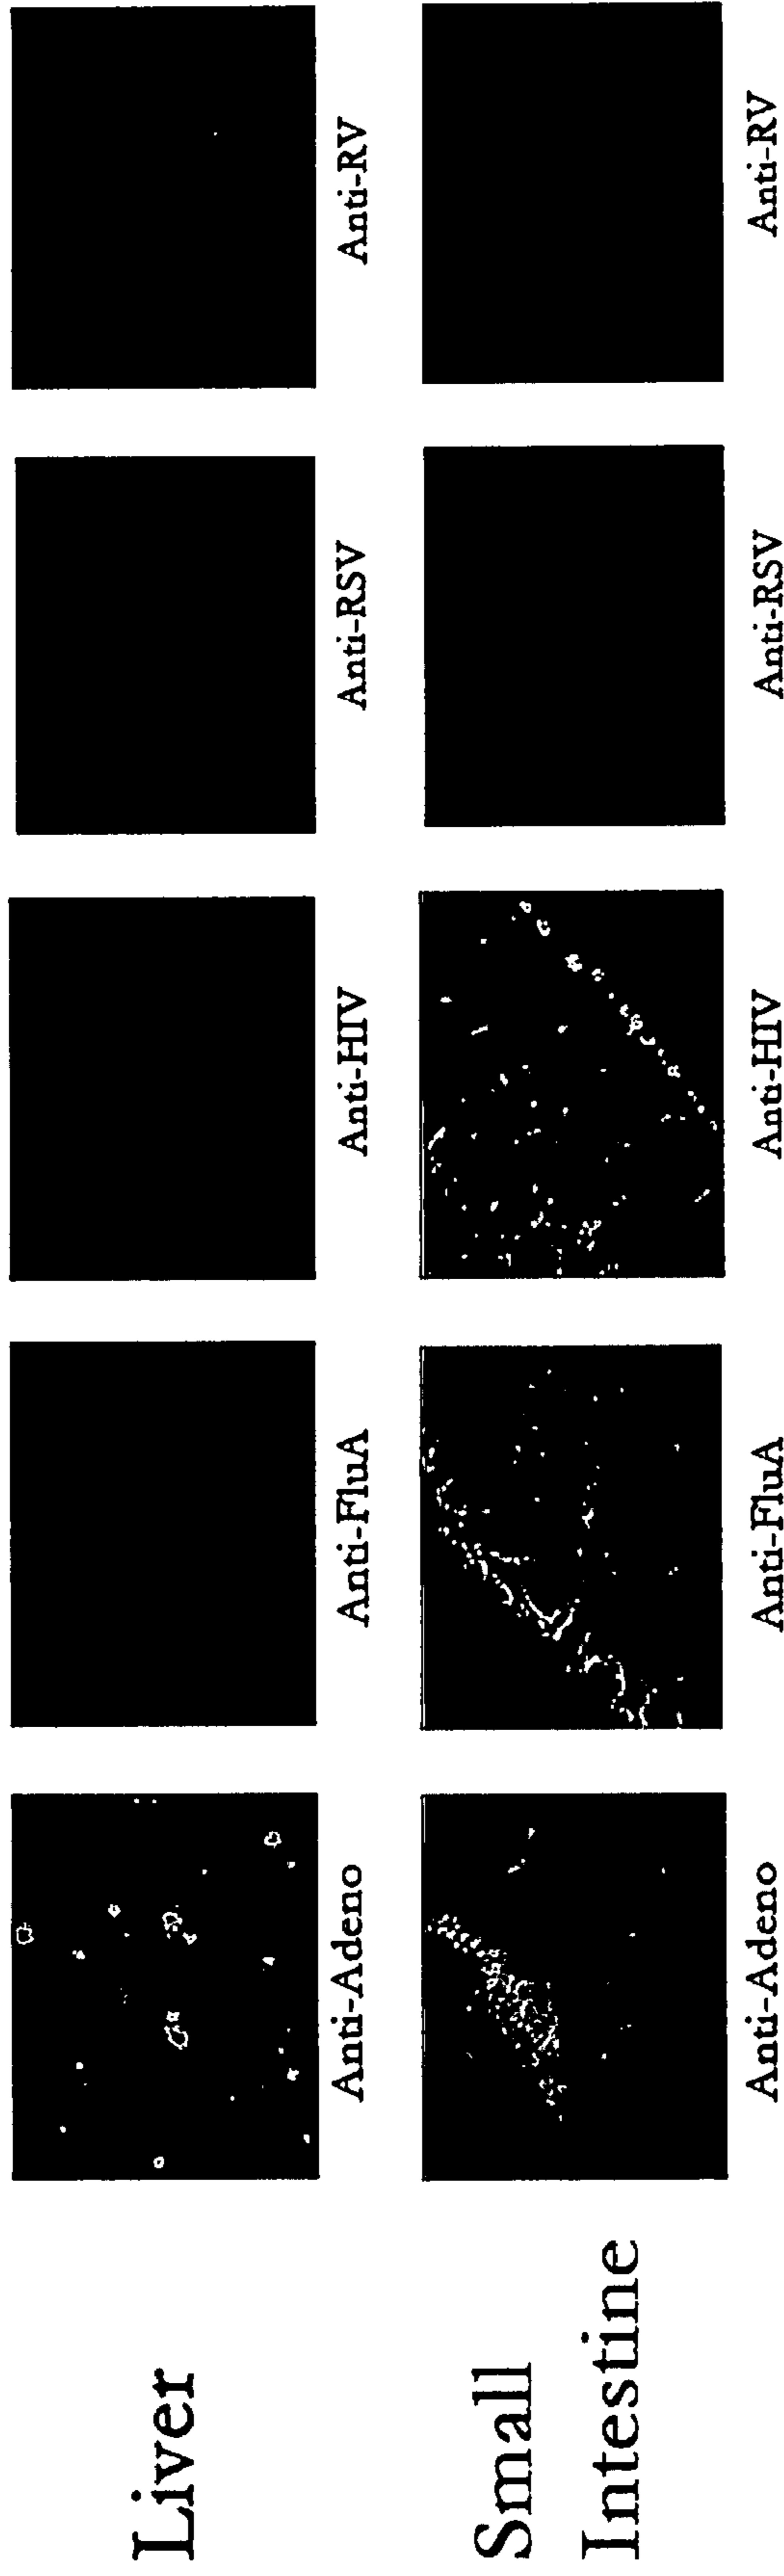 Liver
Anti-Adeno
Anti-FluA
Anti-HIV
Anti-RSV
Anti-RV
Small
Intestine
Anti-Adeno
Anti-FluA
Anti-HIV
Anti-RSV
Anti-RV